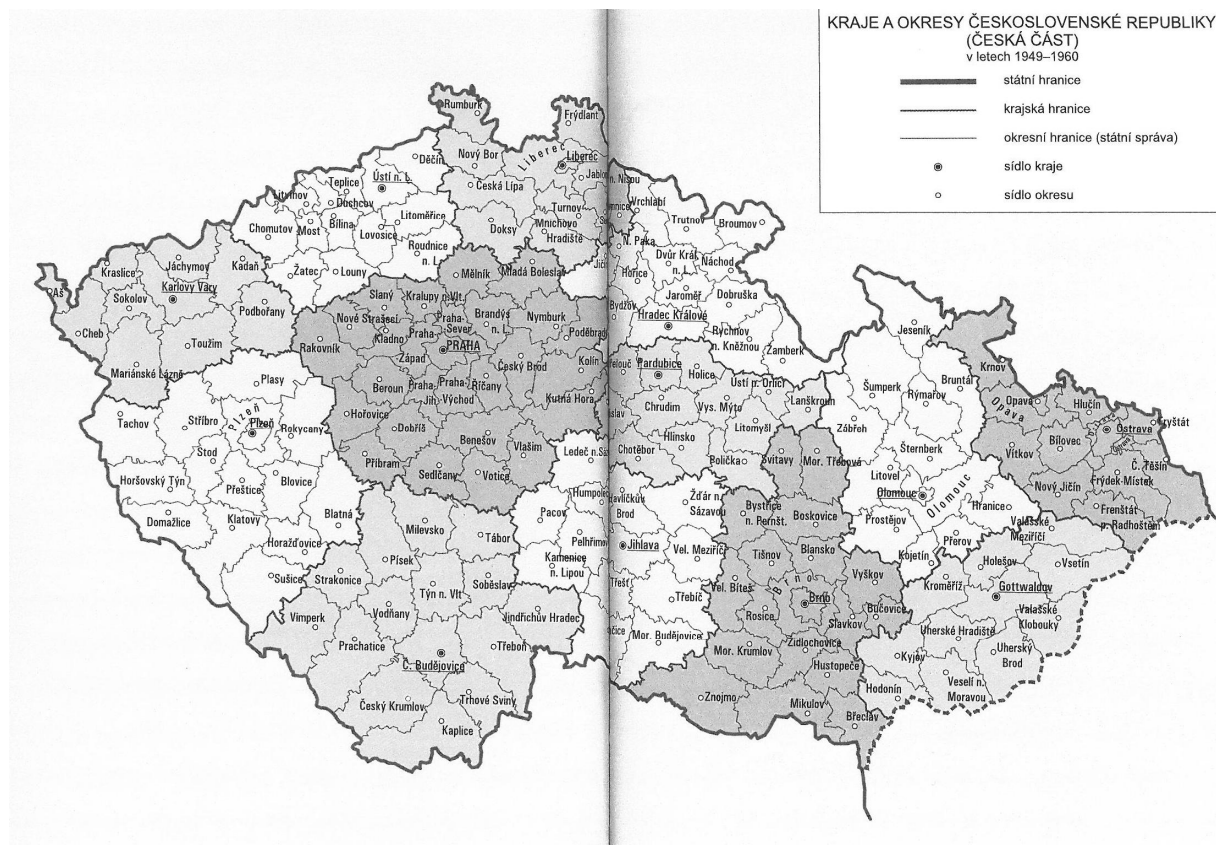 KRAJE A OKRESY ČESKOSLOVENSKÉ REPUBLIKY
(ČESKÁ ČÁST)
v letech 1949–1960
státní hranice
krajská hranice
okresní hranice (státní správa)
sídlo kraje
sídlo okresu
Rumburk
Frýdlant
Děčín
Nový Bor
Liberec
Liberec
Ústí n. L.
Teplice
Litvínov
Duchcov
Česká Lípa
Jablon
n. Nisou
Vrchlabí
Chomutov
Most
Bílina
Litoměřice
Lovosice
Doksy
Turnov
Mnichovo
Hradiště
Trutnov
Broumov
Roudnice
n. L.
N. Paka
Dvůr Král.
n. L.
Náchod
Žatec
Louny
Mělník
Mladá Boleslav
Jičí
Hořice
Jaroměř
Dobruška
Kraslice
Jáchymov
Kadaň
Karlovy Vary
Aš
Sokolov
Podbořany
Slaný
Kralupy n.Vlt.
Nové Strašecí
Praha-
Sever
Brandýs
n. L.
Nymburk
Poděbrad
Bydžov
Hradec Králové
Rychnov
n. Kněžnou
Žamberk
Cheb
Toužim
Rakovník
Kladno
Praha-
Západ
PRAHA
Český Brod
Kolín
Pardubice
Holice
Ústí n. Orlicí
Jeseník
Mariánské Lázně
Plasy
Beroun
Praha,
Jih
Praha-
Východ
Říčany
Kutná Hora
Chrudim
Vys. Mýto
Lanškroun
Šumperk
Bruntál
Rýmařov
Krnov
Opava
Opava
Hlučín
Ostrava
Tachov
Stříbro
Plzeň
Plzeň
Rokycany
Hořovice
Dobříš
Benešov
Vlašim
Chotěboř
Hlinsko
Litomyšl
Zábřeh
Šternberk
Vítkov
Bílovec
Stod
Příbram
Sedlčany
Votice
Ledeč n.Sáz
Polička
Svitavy
Mor. Třebová
Litovel
Č. Těšín
Horšovský Týn
Přeštice
Blovice
Humpolec
Brod
Žďár n.
Sázavou
Bystřice
n. Pernšt.
Boskovice
Olomouc
Olomouc
Nový Jičín
Frýdek-Místek
Domažlice
Klatovy
Blatná
Milevsko
Tábor
Pacov
Pelhřimo
Jihlava
Vel. Meziříčí
Prostějov
Hranice
Valašské
Meziříčí
Frenštát
p. Radhoštěm
Horažďovice
Písek
Kamenice
n. Lipou
Tišnov
Blansko
Přerov
Kojetín
Holešov
Vsetín
Sušice
Strakonice
Týn n. Vlt
Soběslav
Třešť
Třebíč
Vel. Bíteš
Brno
Brno
Vyškov
Kroměříž
Gottwaldov
Vimperk
Vodňany
Jindřichův Hradec
Rosice
Slavkov
Bučovice
Valašské
Klobouky
Prachatice
Č. Budějovice
Třeboň
Mor. Budějovice
Mor. Krumlov
Židlochovice
Hustopeče
Kyjov
Uherské Hradiště
Uherský
Brod
Český Krumlov
Trhové Sviny
Znojmo
Mikulov
Břeclav
Hodonín
Veselí n.
Moravou
Kaplice